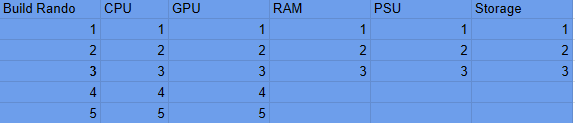 Build Rando CPU GPU RAM PSU Storage
1 1 1 1 1 1
2 2 2 2 2 2
3 3 3 3 3 3
4 4 4
5 5 5